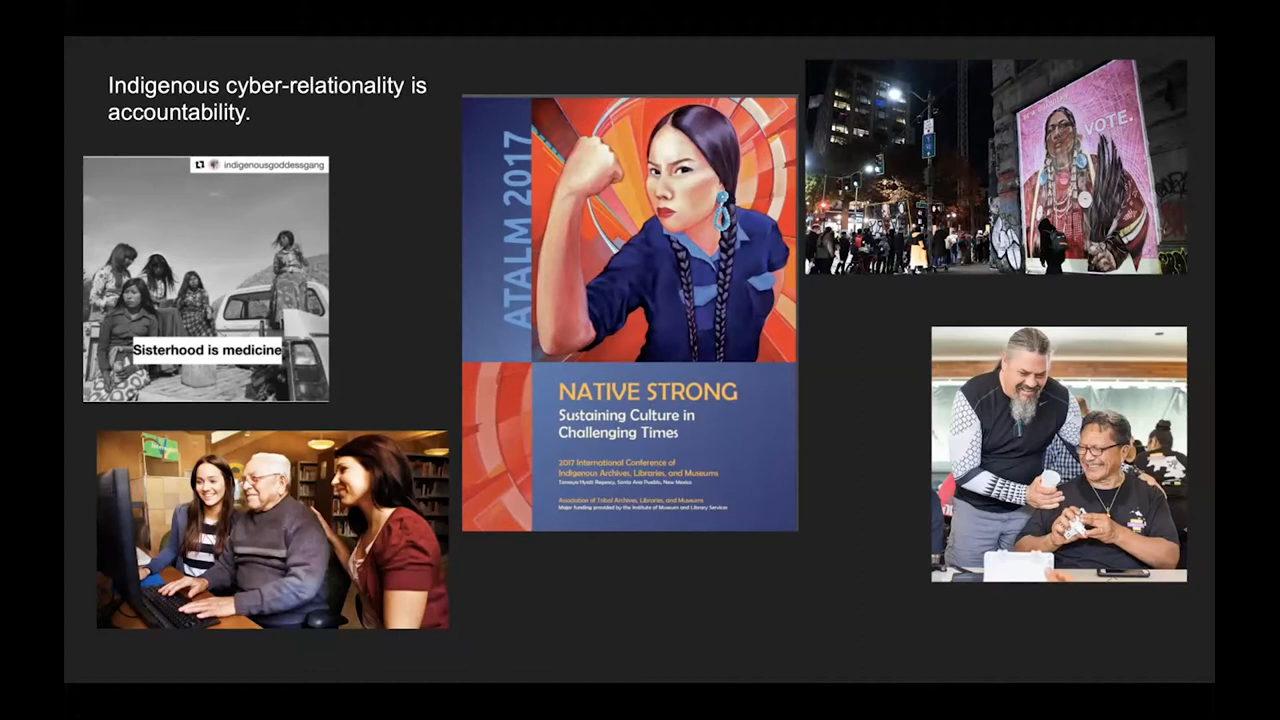 Indigenous cyber-relationality is
accountability.
indigenousgoddessgang
Sisterhood is medicine
ATALM 2017
NATIVE STRONG
Sustaining Culture in
Challenging Times
2017 International Conference of
Indigenous Archives, Libraries, and Museums
Tamaya Hyatt Regency, Santa Ana Pueblo, New Mexico
Association of Tribal Archives, Libraries, and Museums
Major funding provided by the Institute of Museum and Library Services
VOTE.